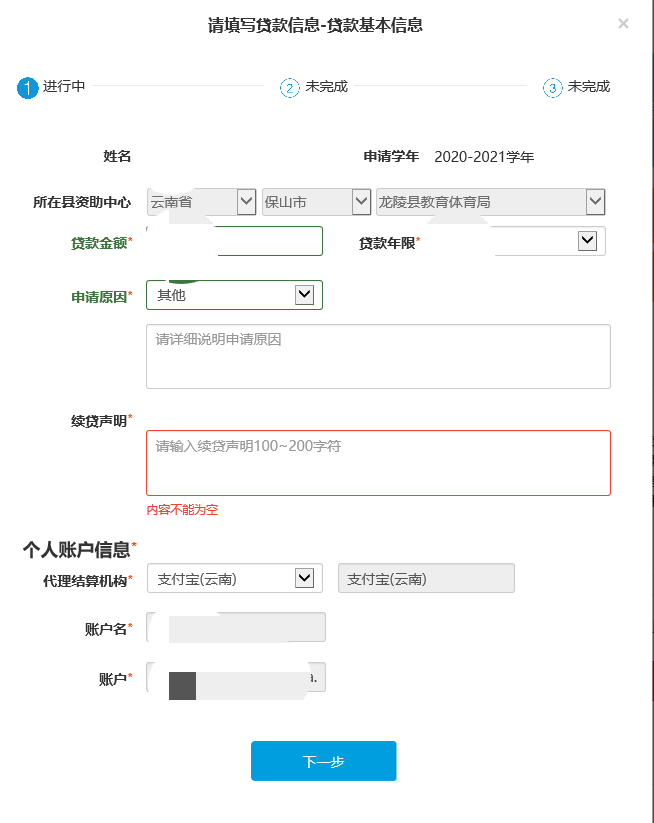 请填写贷款信息-贷款基本信息
×
1 进行中 2 未完成 3 未完成
姓名 申请学年 2020-2021学年
所在县资助中心 云南省 保山市 龙陵县教育体育局
贷款金额* 贷款年限*
申请原因* 其他
请详细说明申请原因
续贷声明*
请输入续贷声明100~200字符
内容不能为空
个人账户信息*
代理结算机构* 支付宝(云南) 支付宝(云南)
账户名*
账户* a.
下一步